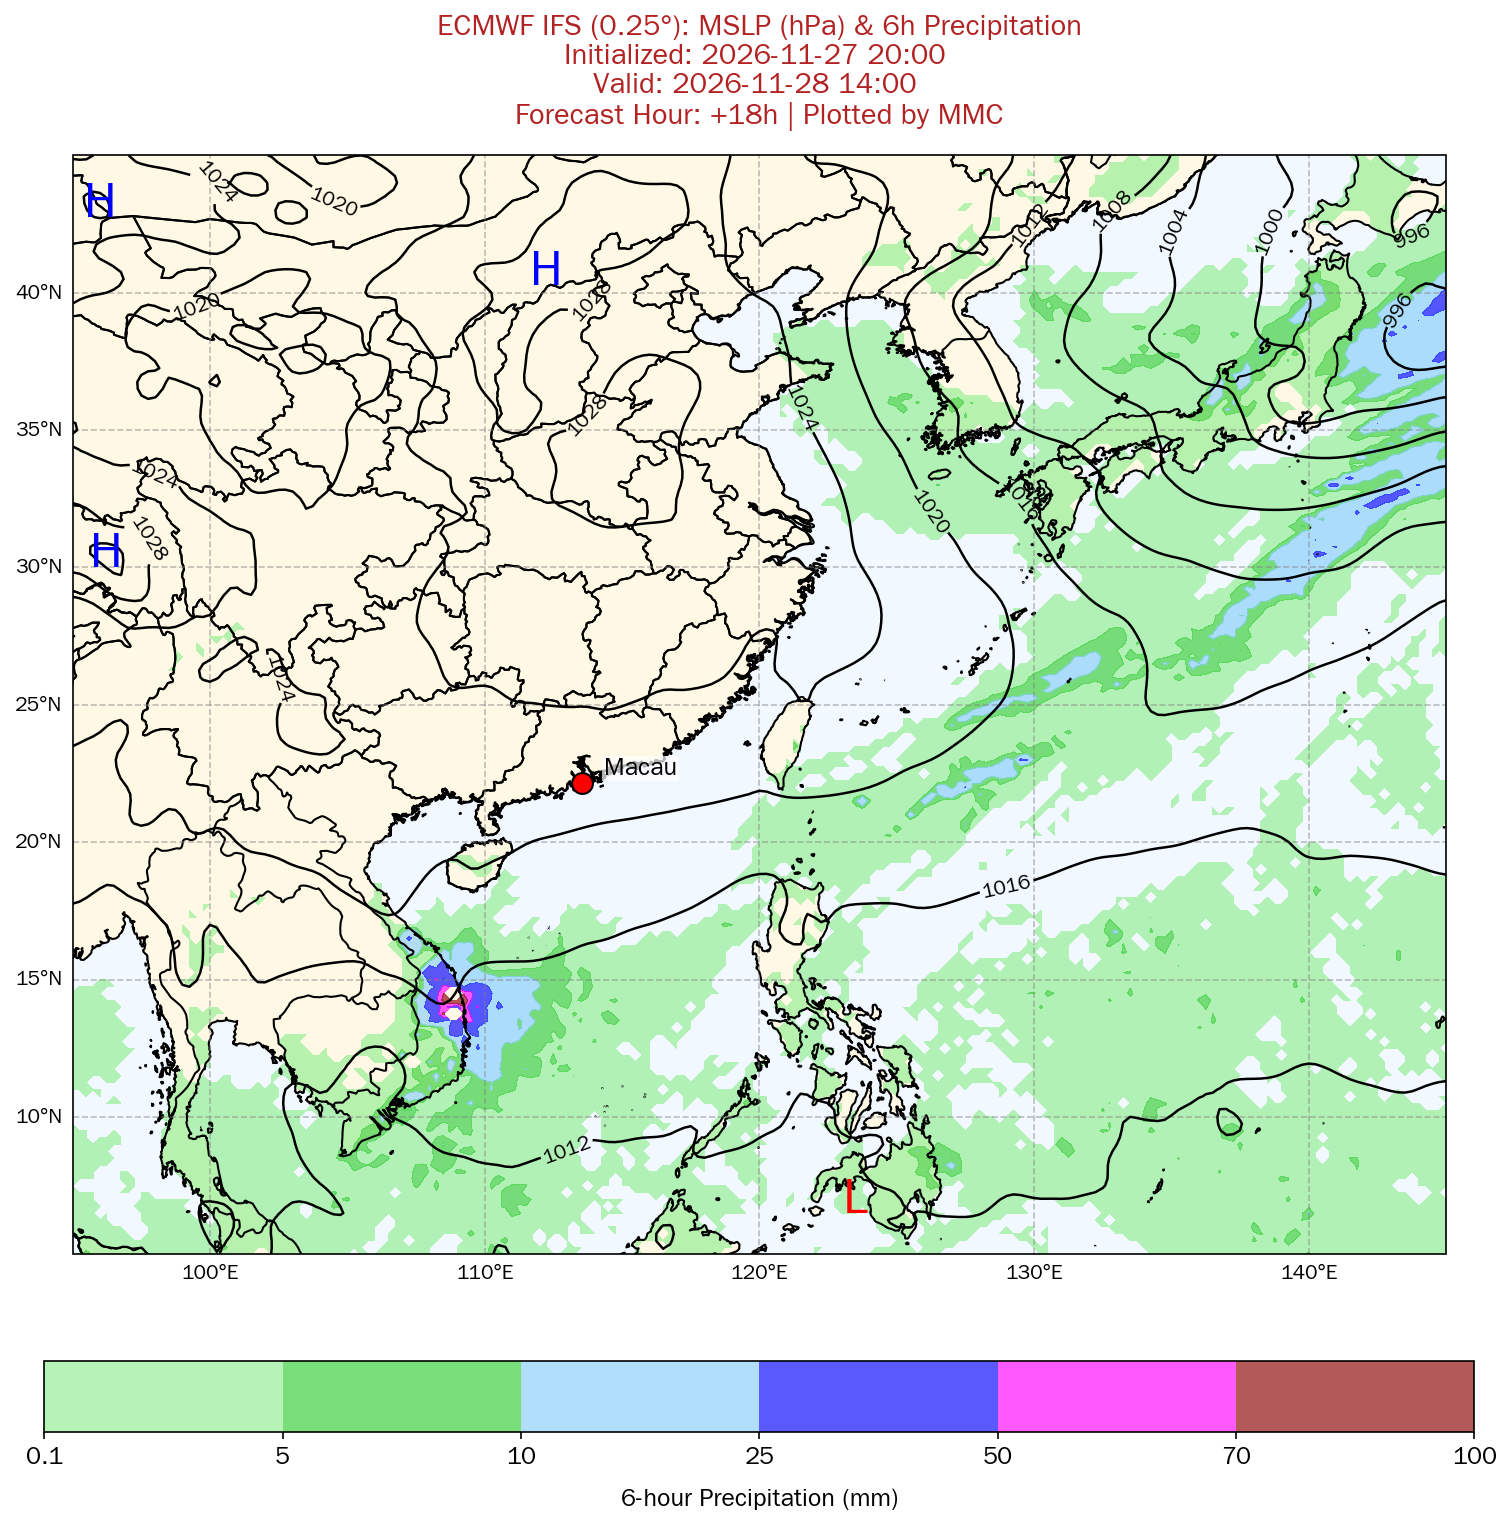 ECMWF IFS (0.25°): MSLP (hPa) & 6h Precipitation
Initialized: 2026-11-27 20:00
Valid: 2026-11-28 14:00
Forecast Hour: +18h | Plotted by MMC
1024
1020
H
1012
1008
1004
1000
996
H
1028
40°N
1020
996
1024
1028
35°N
1024
1020
1028
H
30°N
1024
25°N
Macau
20°N
1016
15°N
10°N
1012
L
100°E
110°E
120°E
130°E
140°E
0.1
5
10
25
50
70
100
6-hour Precipitation (mm)